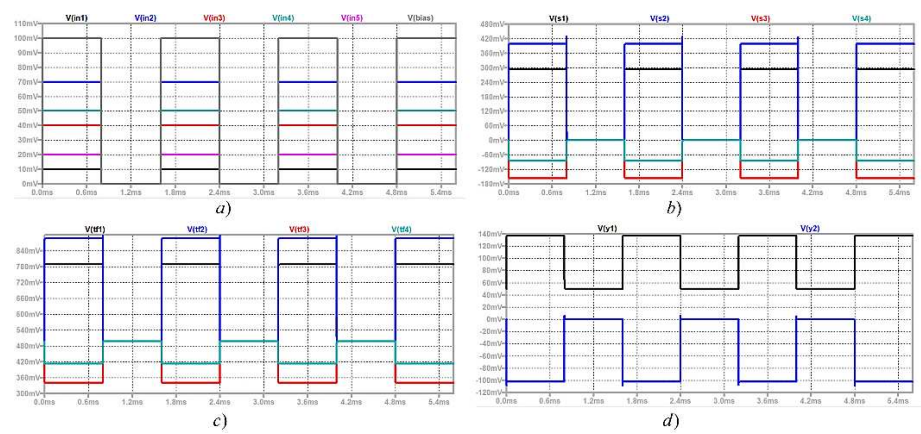 V(in1) V(in2) V(in3) V(in4) V(in5) V(bias)
110mV
100mV
90mV
80mV
70mV
60mV
50mV
40mV
30mV
20mV
10mV
0mV
0.0ms 0.6ms 1.2ms 1.8ms 2.4ms 3.0ms 3.6ms 4.2ms 4.8ms 5.4ms
a)
V(s1) V(s2) V(s3) V(s4)
480mV
420mV
360mV
300mV
240mV
180mV
120mV
60mV
0mV
-60mV
-120mV
-180mV
0.0ms 0.6ms 1.2ms 1.8ms 2.4ms 3.0ms 3.6ms 4.2ms 4.8ms 5.4ms
b)
V(tf1) V(tf2) V(tf3) V(tf4)
840mV
780mV
720mV
660mV
600mV
540mV
480mV
420mV
360mV
300mV
0.0ms 0.6ms 1.2ms 1.8ms 2.4ms 3.0ms 3.6ms 4.2ms 4.8ms 5.4ms
c)
V(y1) V(y2)
140mV
120mV
100mV
80mV
60mV
40mV
20mV
0mV
-20mV
-40mV
-60mV
-80mV
-100mV
-120mV
0.0ms 0.6ms 1.2ms 1.8ms 2.4ms 3.0ms 3.6ms 4.2ms 4.8ms 5.4ms
d)